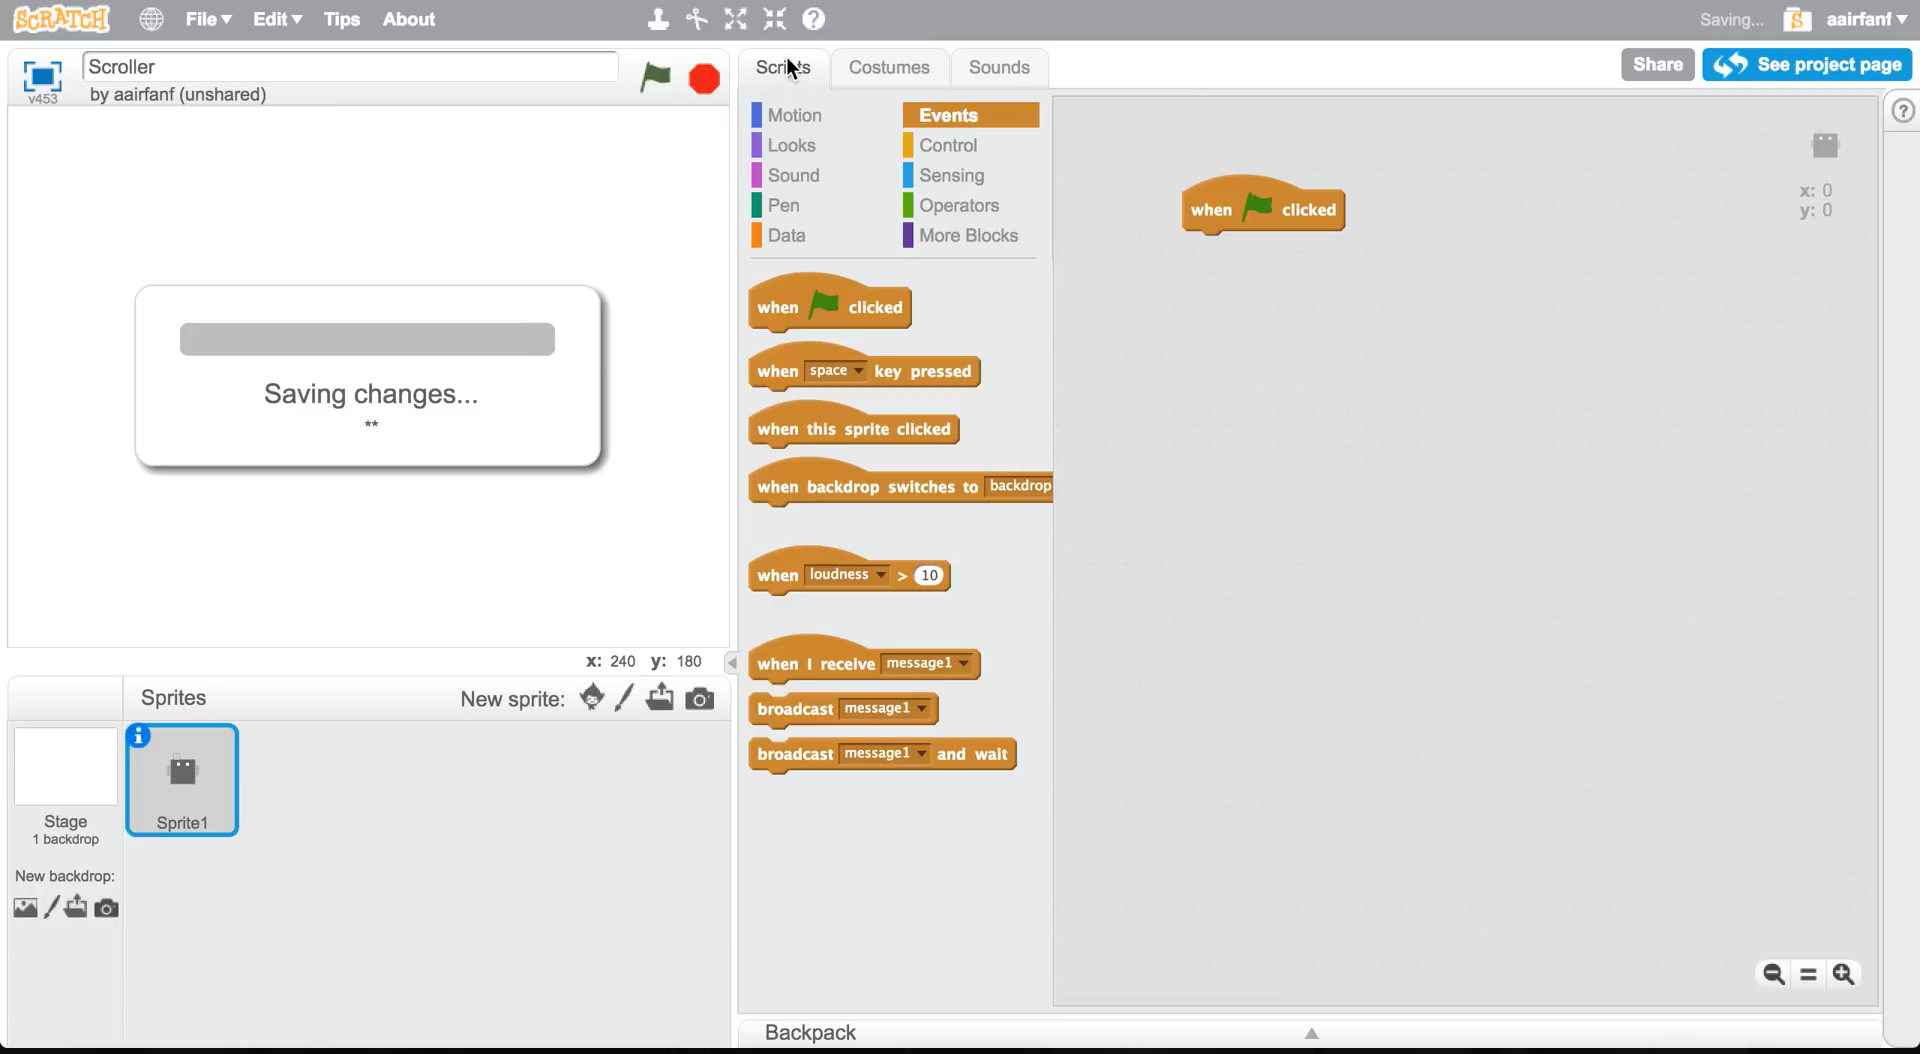 SCRATCH File Edit Tips About Saving... aairfanf
Scroller
by aairfanf (unshared)
v453
Scripts Costumes Sounds Share See project page
Motion Events
Looks Control
Sound Sensing
Pen Operators
Data More Blocks
when clicked
when space key pressed
when this sprite clicked
when backdrop switches to backdrop
when loudness > 10
when I receive message1
broadcast message1
broadcast message1 and wait
when clicked
x: 0
y: 0
Saving changes...
**
x: 240 y: 180
Sprites New sprite:
Stage
1 backdrop
New backdrop:
Sprite1
Backpack